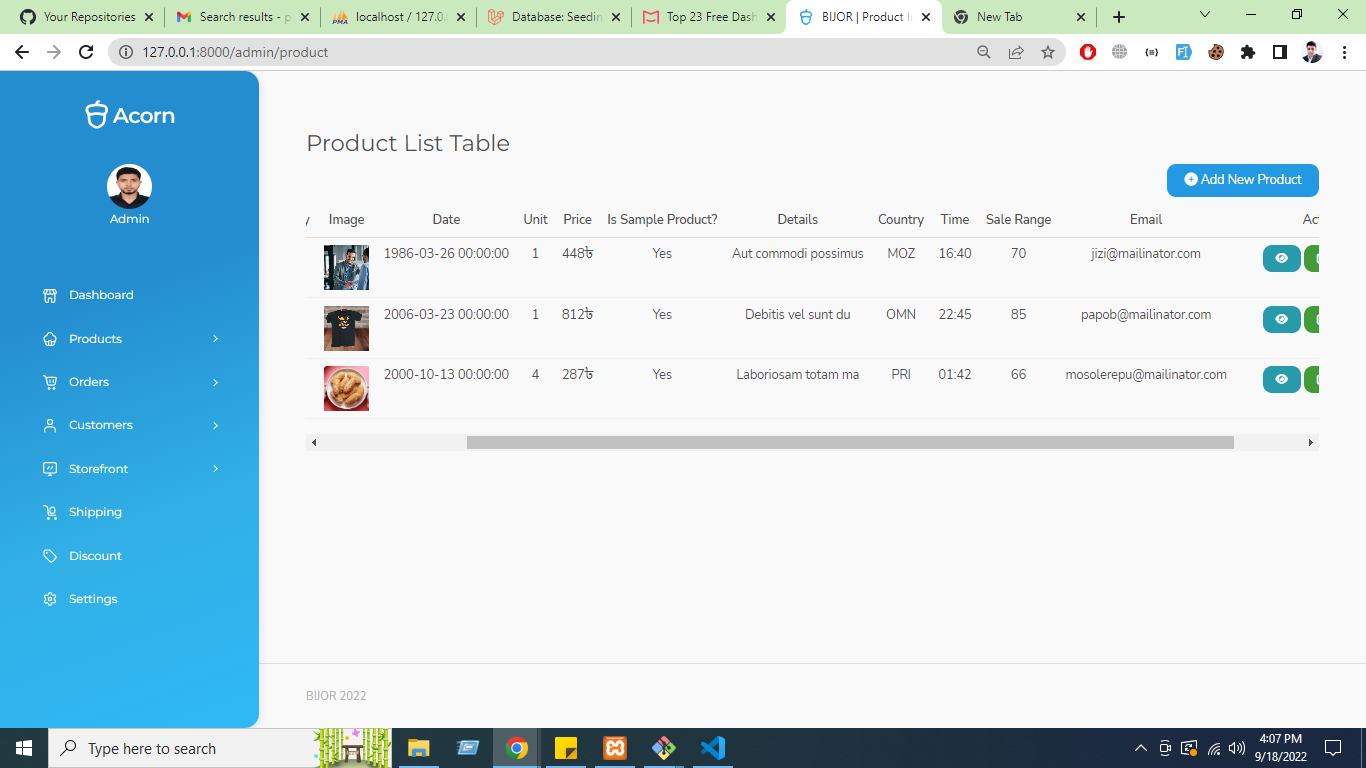 Your Repositories
Search results - p
localhost / 127.0.
Database: Seedin
Top 23 Free Dash
BIJOR | Product I
New Tab
127.0.0.1:8000/admin/product
Acorn
Admin
Dashboard
Products
Orders
Customers
Storefront
Shipping
Discount
Settings
Product List Table
Add New Product
y Image Date Unit Price Is Sample Product? Details Country Time Sale Range Email Act
1986-03-26 00:00:00 1 448৳ Yes Aut commodi possimus MOZ 16:40 70 jizi@mailinator.com
2006-03-23 00:00:00 1 812৳ Yes Debitis vel sunt du OMN 22:45 85 papob@mailinator.com
2000-10-13 00:00:00 4 287৳ Yes Laboriosam totam ma PRI 01:42 66 mosolerepu@mailinator.com
BIJOR 2022
Type here to search
4:07 PM
9/18/2022